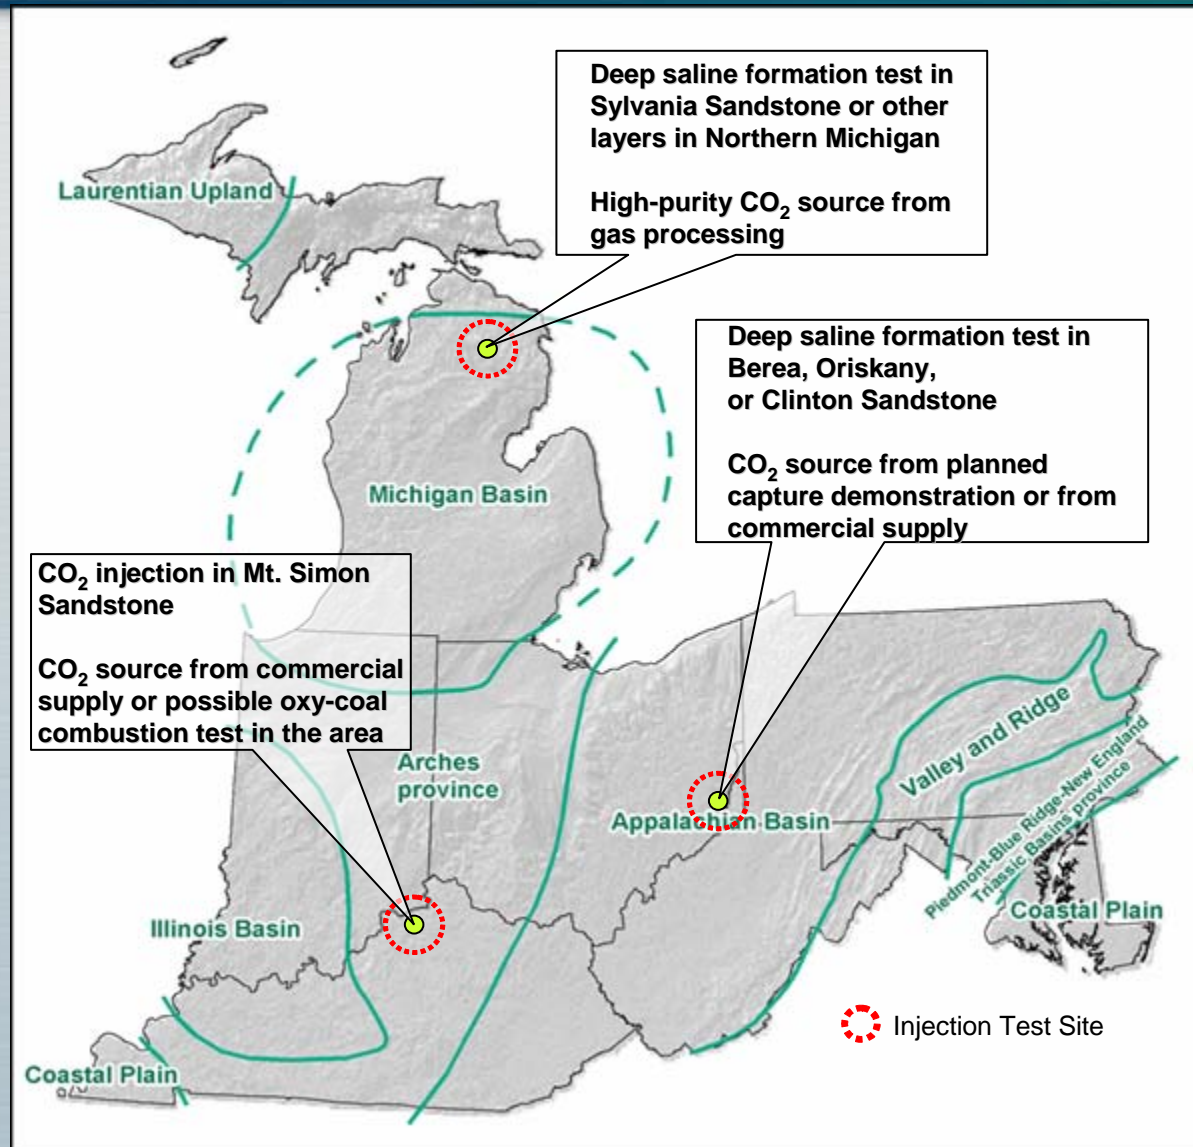 Deep saline formation test in
Sylvania Sandstone or other
layers in Northern Michigan
High-purity CO₂ source from
gas processing
Laurentian Upland
Deep saline formation test in
Berea, Oriskany,
or Clinton Sandstone
CO₂ source from planned
capture demonstration or from
commercial supply
Michigan Basin
CO₂ injection in Mt. Simon
Sandstone
CO₂ source from commercial
supply or possible oxy-coal
combustion test in the area
Arches
province
Valley and Ridge
Appalachian Basin
Piedmont-Blue Ridge-New England
Triassic Basins province
Illinois Basin
Coastal Plain
Injection Test Site
Coastal Plain